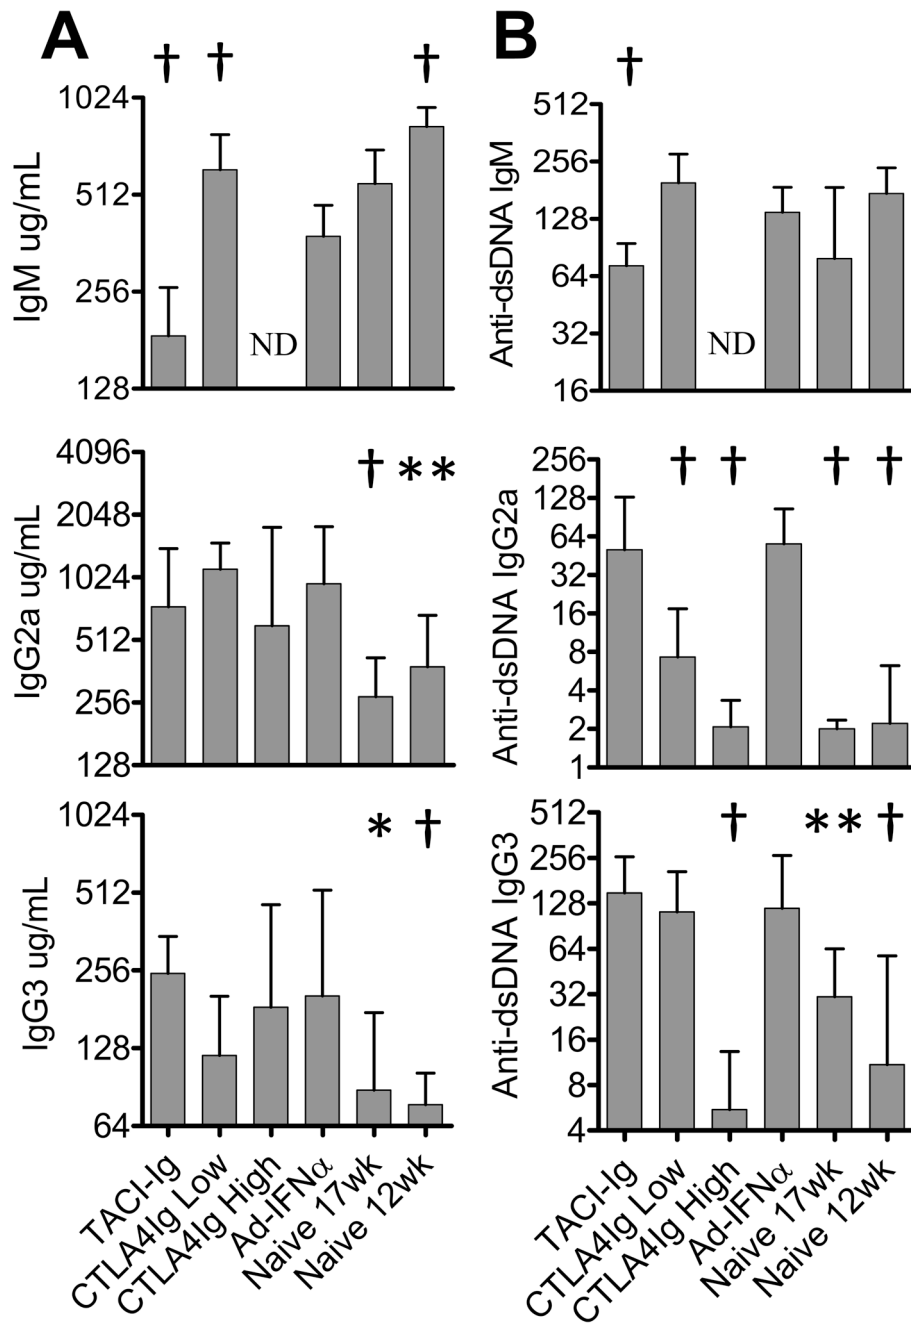 A
† † †
1024
512
256
128
IgM ug/mL
ND
4096
2048
1024
512
256
128
IgG2a ug/mL
† **
1024
512
256
128
64
IgG3 ug/mL
* †
TACI-Ig
CTLA4Ig Low
CTLA4Ig High
Ad-IFNα
Naive 17wk
Naive 12wk
B
†
512
256
128
64
32
16
Anti-dsDNA IgM
ND
256
128
64
32
16
8
4
2
1
Anti-dsDNA IgG2a
† † † †
512
256
128
64
32
16
8
4
Anti-dsDNA IgG3
† ** †
TACI-Ig
CTLA4Ig Low
CTLA4Ig High
Ad-IFNα
Naive 17wk
Naive 12wk